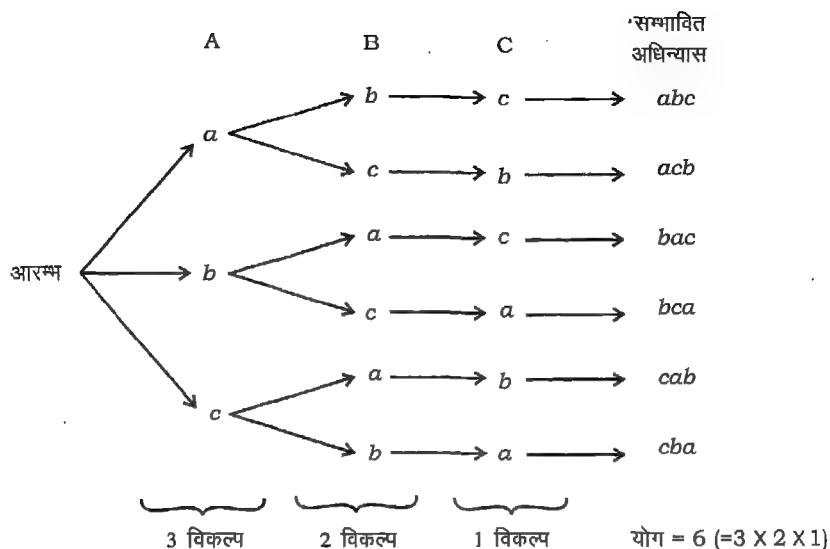 A B C सम्भावित
अधिन्यास
b c abc
a
c b acb
a c bac
आरम्भ b
c a bca
a b cab
c
b a cba
3 विकल्प 2 विकल्प 1 विकल्प योग = 6 (=3 X 2 X 1)